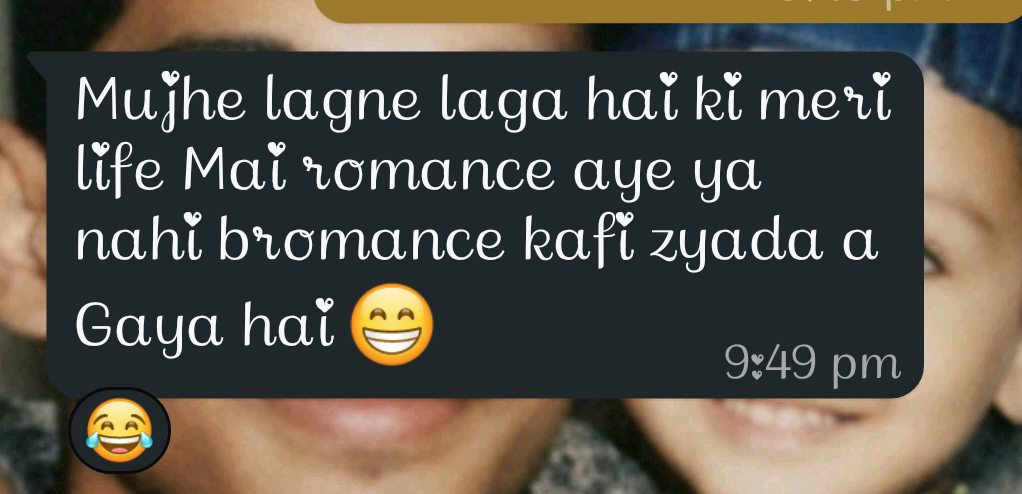 Mujhe lagne laga hai ki meri
life Mai romance aye ya
nahi bromance kafi zyada a
Gaya hai 😁
9:49 pm
😂